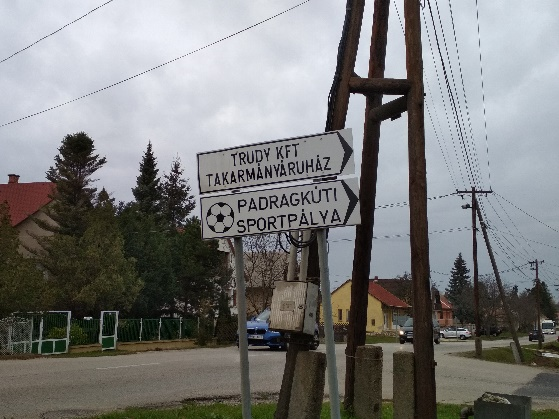 TRUDY KFT
TAKARMÁNYÁRUHÁZ
PADRAGKÚTI
SPORTPÁLYA